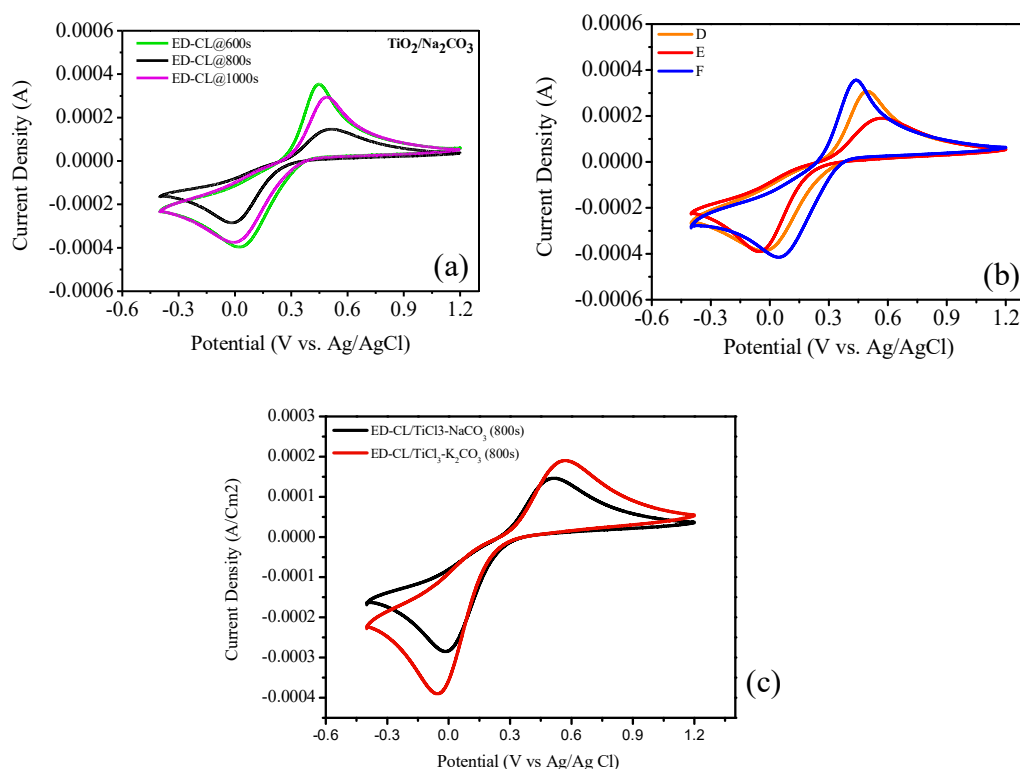 0.0006
0.0004
0.0002
0.0000
-0.0002
-0.0004
-0.0006
Current Density (A)
ED-CL@600s
ED-CL@800s
ED-CL@1000s
TiO₂/Na₂CO₃
(a)
-0.6 -0.3 0.0 0.3 0.6 0.9 1.2
Potential (V vs. Ag/AgCl)
0.0006
0.0004
0.0002
0.0000
-0.0002
-0.0004
-0.0006
Current Density (A)
D
E
F
(b)
-0.6 -0.3 0.0 0.3 0.6 0.9 1.2
Potential (V vs. Ag/AgCl)
0.0003
0.0002
0.0001
0.0000
-0.0001
-0.0002
-0.0003
-0.0004
Current Density (A/Cm2)
ED-CL/TiCl3-NaCO₃ (800s)
ED-CL/TiCl₃-K₂CO₃ (800s)
(c)
-0.6 -0.3 0.0 0.3 0.6 0.9 1.2
Potential (V vs Ag/Ag Cl)